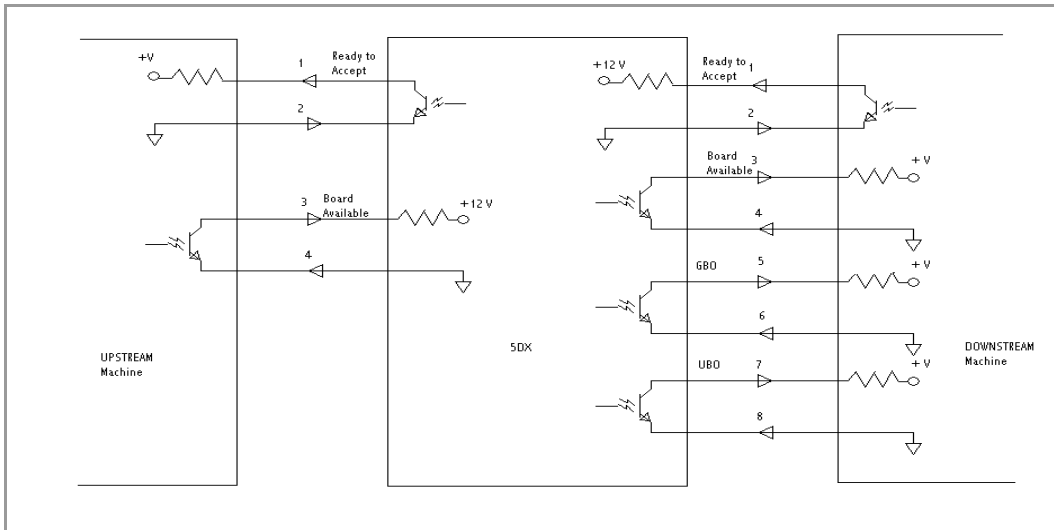 +V
1
Ready to
Accept
2
3
Board
Available
+12 V
4
UPSTREAM
Machine
5DX
+12 V
Ready to
Accept
1
2
Board
Available
3
+ V
4
GBO
5
+ V
6
UBO
7
+ V
8
DOWNSTREAM
Machine